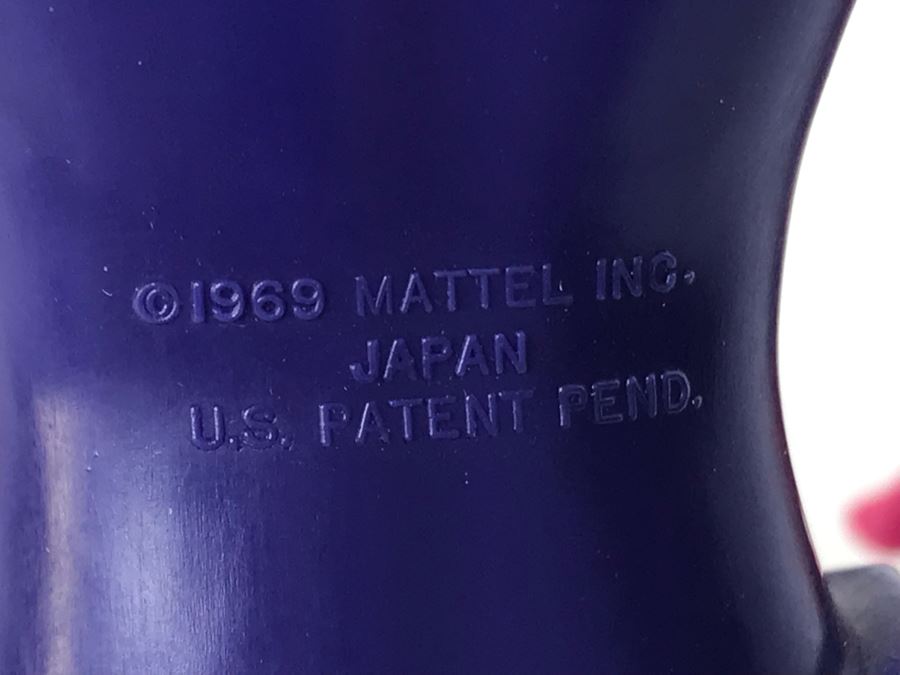 ©1969 MATTEL INC.
JAPAN
U.S. PATENT PEND.